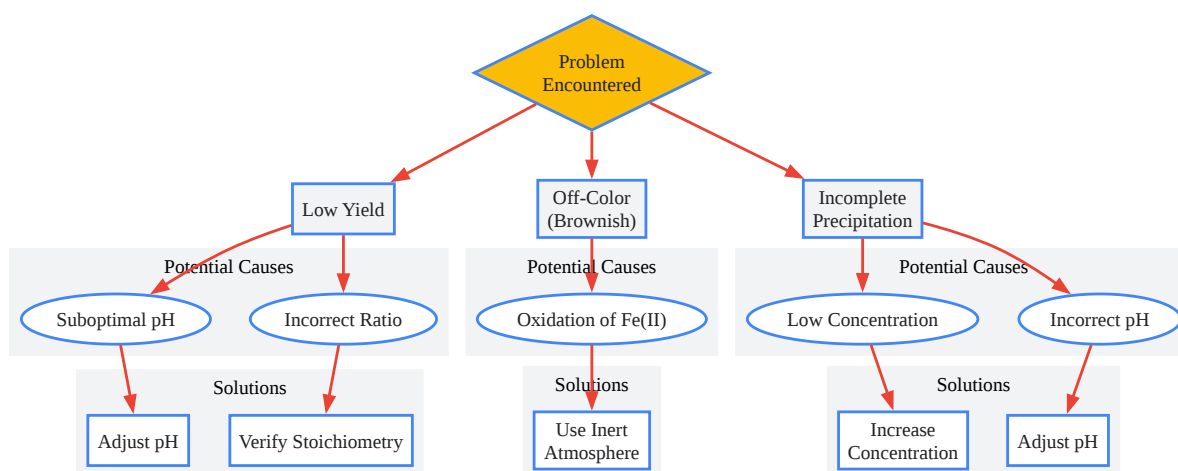 Problem
Encountered
Low Yield
Off-Color
(Brownish)
Incomplete
Precipitation
Potential Causes
Potential Causes
Potential Causes
Suboptimal pH
Incorrect Ratio
Oxidation of Fe(II)
Low Concentration
Incorrect pH
Solutions
Solutions
Solutions
Adjust pH
Verify Stoichiometry
Use Inert
Atmosphere
Increase
Concentration
Adjust pH